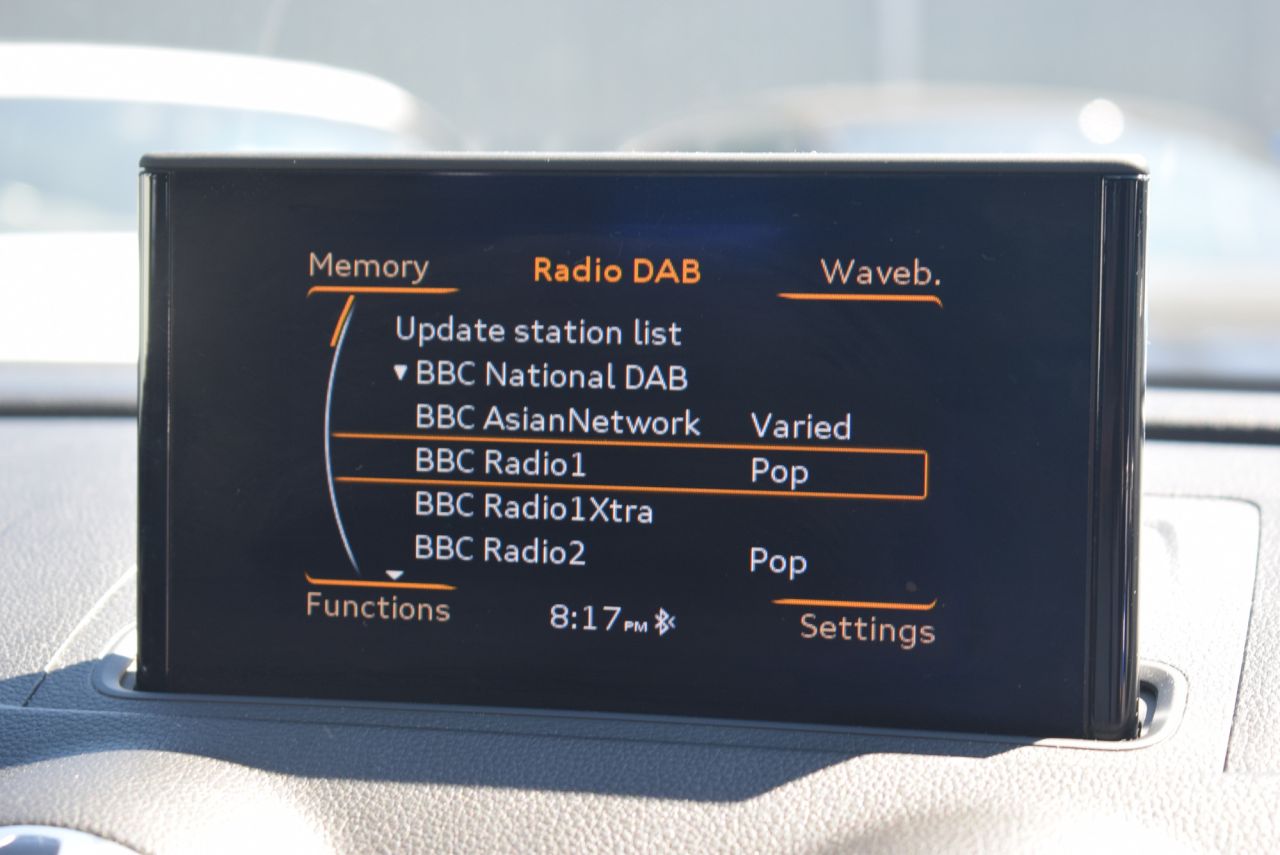 Memory Radio DAB Waveb.
Update station list
▼ BBC National DAB
BBC AsianNetwork Varied
BBC Radio1 Pop
BBC Radio1Xtra
BBC Radio2 Pop
Functions 8:17 PM Settings